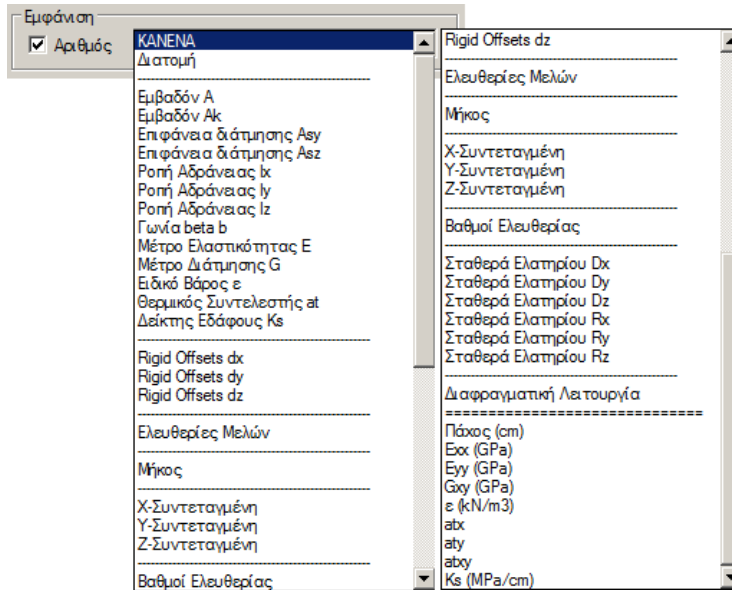 Εμφάνιση
Αριθμός
ΚΑΝΕΝΑ
Διατομή
Εμβαδόν A
Εμβαδόν Ak
Επιφάνεια διάτμησης Asy
Επιφάνεια διάτμησης Asz
Ροπή Αδράνειας Ix
Ροπή Αδράνειας Iy
Ροπή Αδράνειας Iz
Γωνία beta b
Μέτρο Ελαστικότητας E
Μέτρο Διάτμησης G
Ειδικό Βάρος ε
Θερμικός Συντελεστής at
Δείκτης Εδάφους Ks
Rigid Offsets dx
Rigid Offsets dy
Rigid Offsets dz
Ελευθερίες Μελών
Μήκος
Χ-Συντεταγμένη
Υ-Συντεταγμένη
Ζ-Συντεταγμένη
Βαθμοί Ελευθερίας
Rigid Offsets dz
Ελευθερίες Μελών
Μήκος
Χ-Συντεταγμένη
Υ-Συντεταγμένη
Ζ-Συντεταγμένη
Βαθμοί Ελευθερίας
Σταθερά Ελατηρίου Dx
Σταθερά Ελατηρίου Dy
Σταθερά Ελατηρίου Dz
Σταθερά Ελατηρίου Rx
Σταθερά Ελατηρίου Ry
Σταθερά Ελατηρίου Rz
Διαφραγματική Λειτουργία
==============================
Πάχος (cm)
Exx (GPa)
Eyy (GPa)
Gxy (GPa)
ε (kN/m3)
atx
aty
atxy
Ks (MPa/cm)